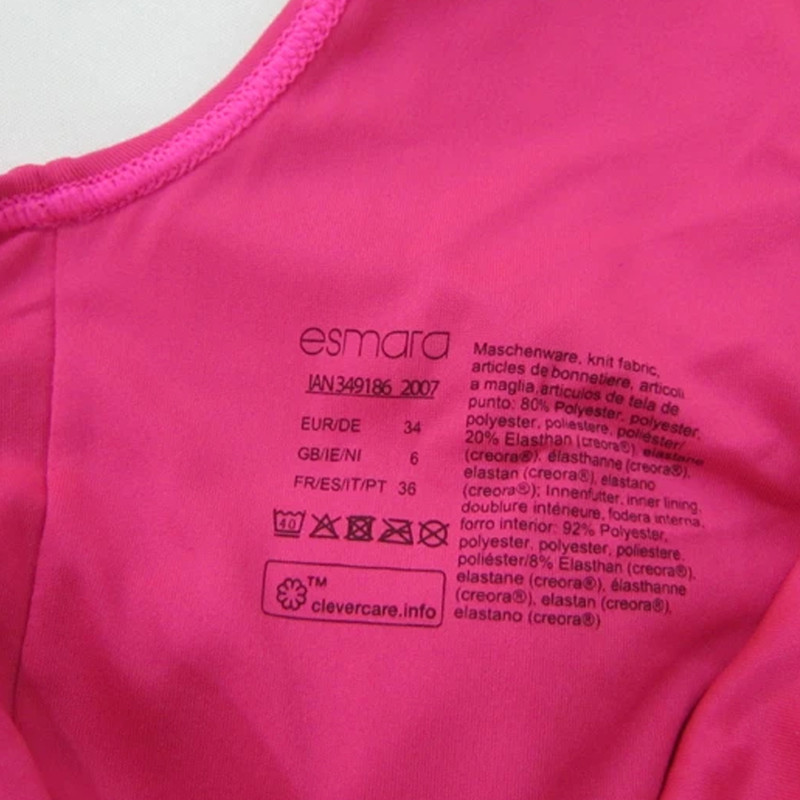 esmara
IAN 349186 2007
EUR/DE 34
GB/IE/NI 6
FR/ES/IT/PT 36
40
™
clevercare.info
Maschenware, knit fabric,
articles de bonneterie, articoli
a maglia, artículos de tela de
punto: 80% Polyester, polyester,
polyester, poliestere, poliéster/
20% Elasthan (creora®), elastane
(creora®), élasthanne (creora®),
elastan (creora®), elastano
(creora®); Innenfutter, inner lining,
doublure intérieure, fodera interna,
forro interior: 92% Polyester,
polyester, polyester, poliestere,
poliéster/8% Elasthan (creora®),
elastane (creora®), élasthanne
(creora®), elastan (creora®),
elastano (creora®)